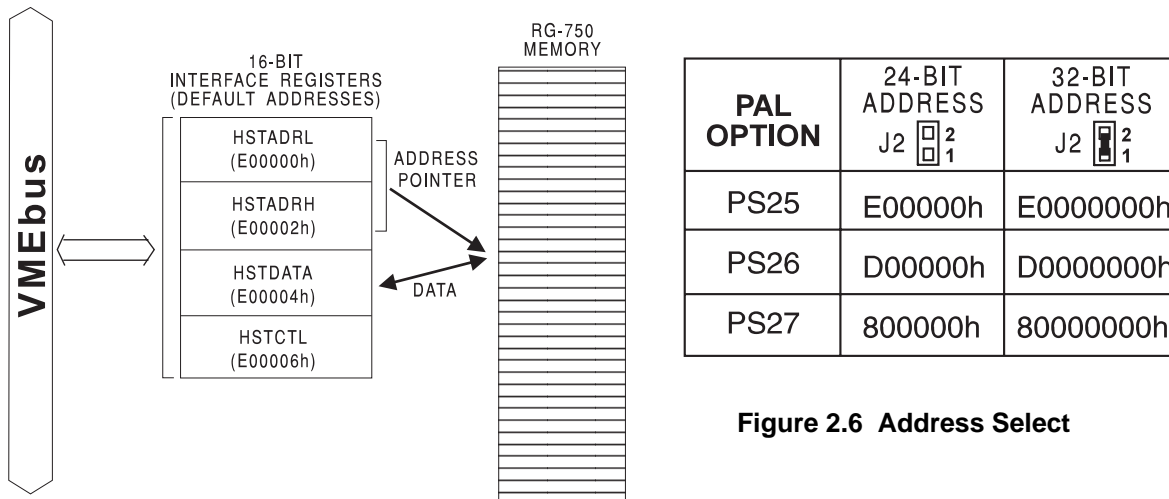 VMEbus
16-BIT
INTERFACE REGISTERS
(DEFAULT ADDRESSES)
HSTADRL
(E00000h)
HSTADRH
(E00002h)
HSTDATA
(E00004h)
HSTCTL
(E00006h)
ADDRESS
POINTER
DATA
RG-750
MEMORY
PAL
OPTION
24-BIT
ADDRESS
J2 2
1
32-BIT
ADDRESS
J2 2
1
PS25 E00000h E0000000h
PS26 D00000h D0000000h
PS27 800000h 80000000h
Figure 2.6 Address Select